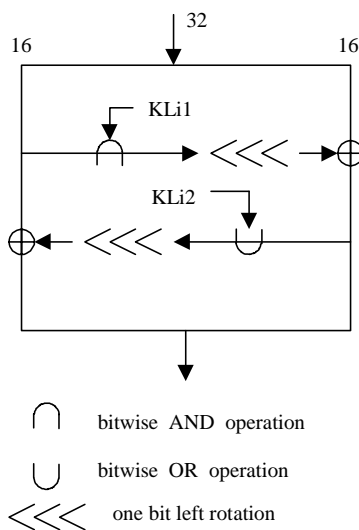 32
16 16
KLi1
KLi2
bitwise AND operation
bitwise OR operation
one bit left rotation